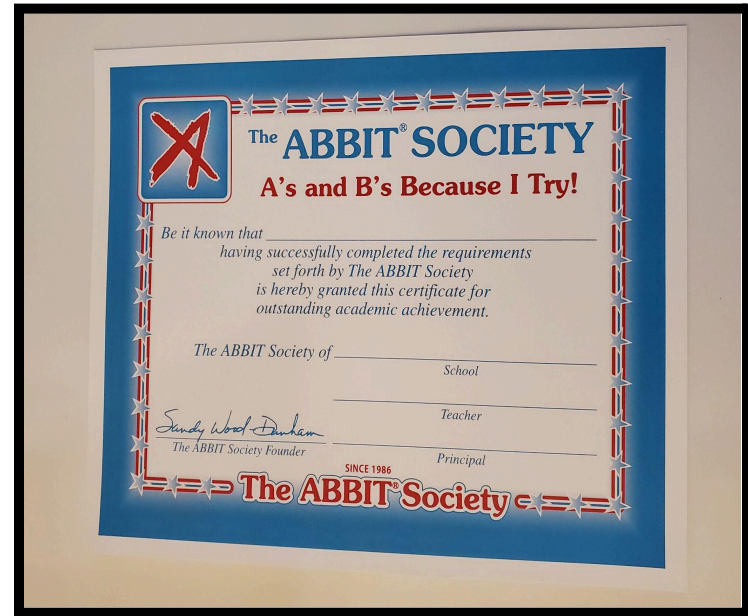 The ABBIT® SOCIETY
A's and B's Because I Try!
Be it known that
having successfully completed the requirements
set forth by The ABBIT Society
is hereby granted this certificate for
outstanding academic achievement.
The ABBIT Society of
School
Teacher
Sandy Wood-Danham
The ABBIT Society Founder
Principal
SINCE 1986
The ABBIT® Society